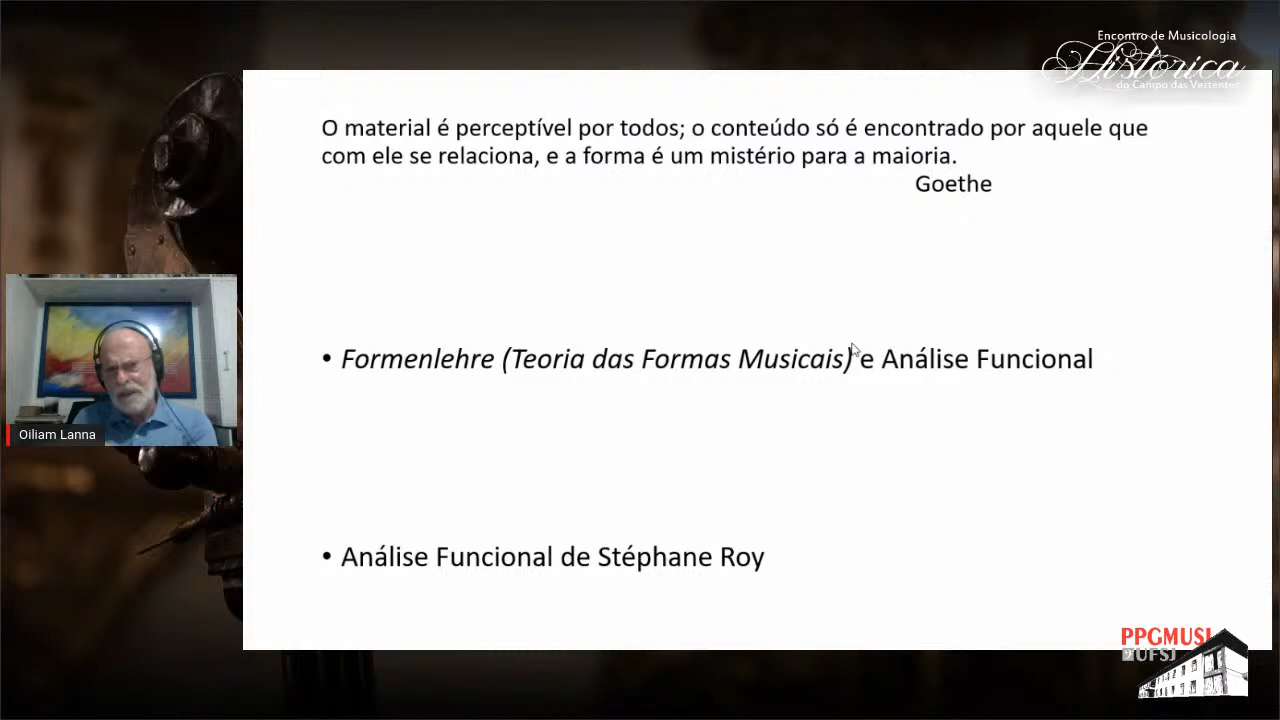 Encontro de Musicologia
Histórica
do Campo das Vertentes
O material é perceptível por todos; o conteúdo só é encontrado por aquele que
com ele se relaciona, e a forma é um mistério para a maioria.
Goethe
• Formenlehre (Teoria das Formas Musicais) e Análise Funcional
Oiliam Lanna
• Análise Funcional de Stéphane Roy
PPGMUSI
UFSJ